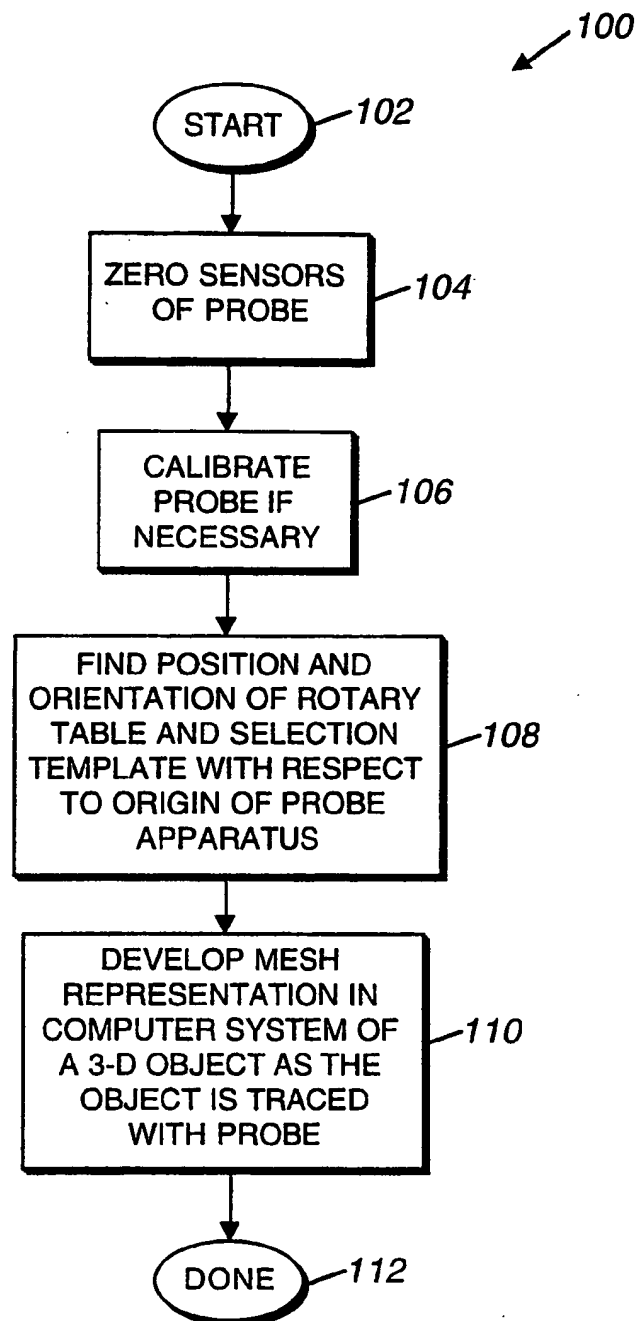 100
START
102
ZERO SENSORS
OF PROBE
104
CALIBRATE
PROBE IF
NECESSARY
106
FIND POSITION AND
ORIENTATION OF ROTARY
TABLE AND SELECTION
TEMPLATE WITH RESPECT
TO ORIGIN OF PROBE
APPARATUS
108
DEVELOP MESH
REPRESENTATION IN
COMPUTER SYSTEM OF
A 3-D OBJECT AS THE
OBJECT IS TRACED
WITH PROBE
110
DONE
112